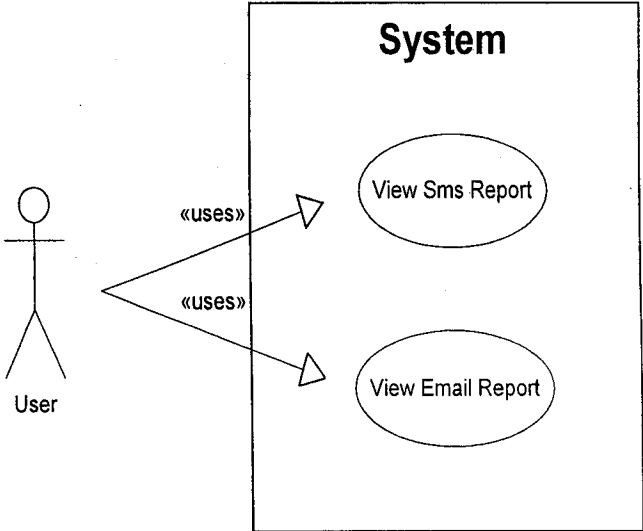 System
View Sms Report
«uses»
«uses»
View Email Report
User